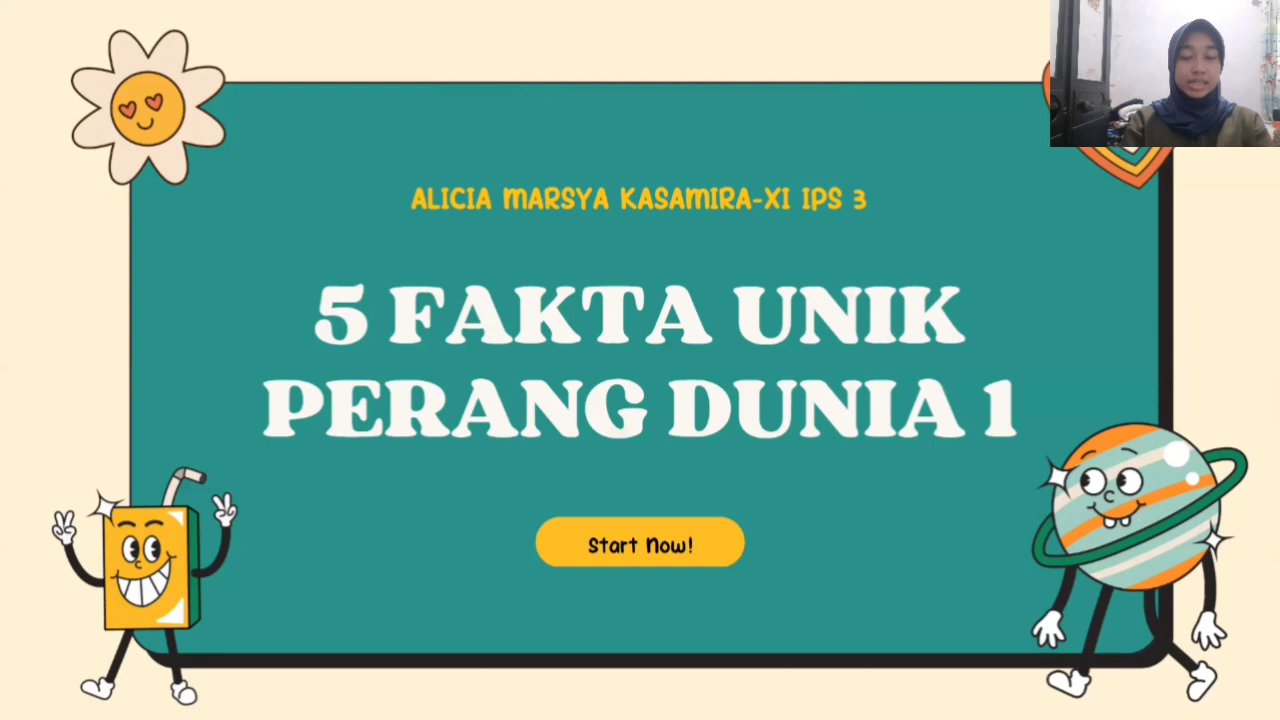 ALICIA MARSYA KASAMIRA-XI IPS 3
5 FAKTA UNIK
PERANG DUNIA 1
Start Now!